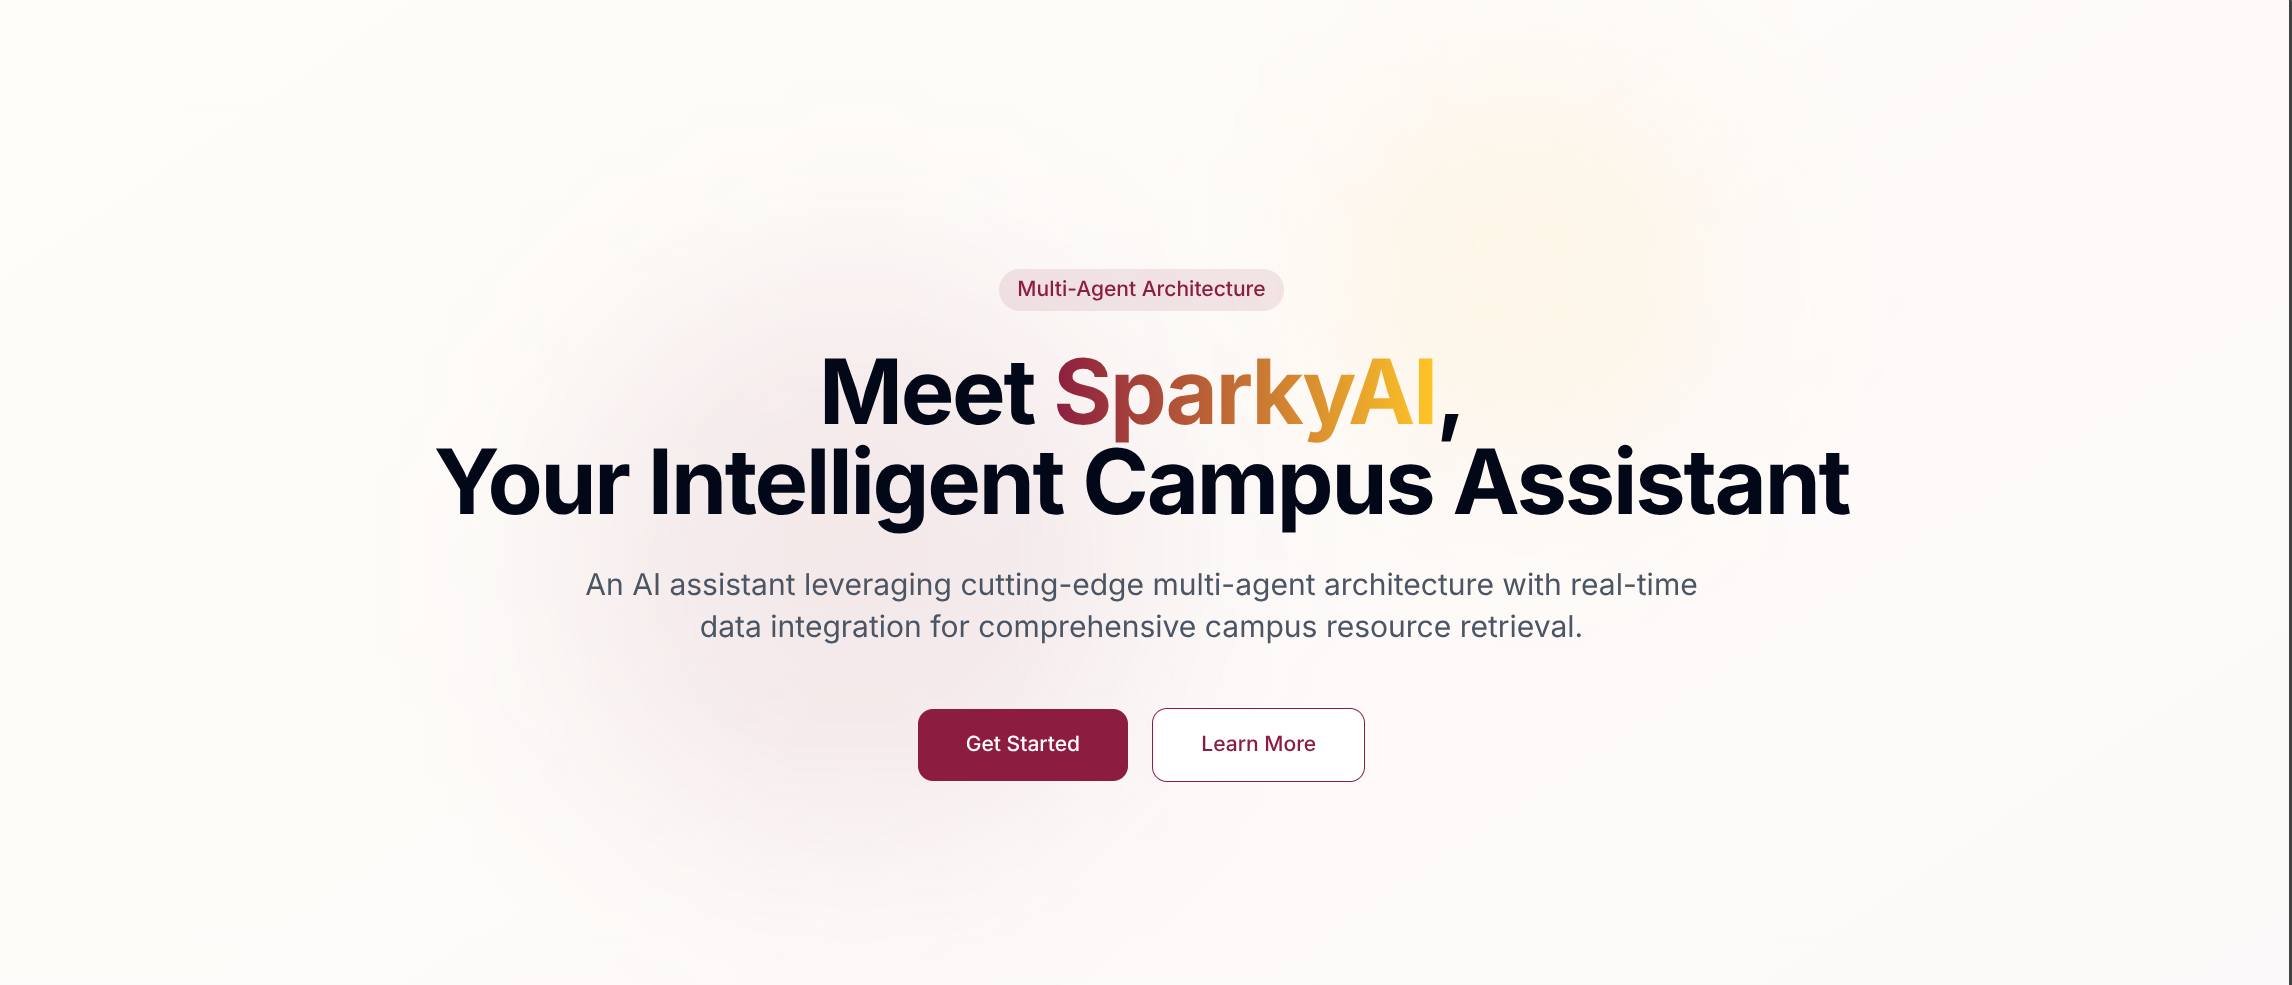 Multi-Agent Architecture
Meet SparkyAI,
Your Intelligent Campus Assistant
An AI assistant leveraging cutting-edge multi-agent architecture with real-time
data integration for comprehensive campus resource retrieval.
Get Started
Learn More